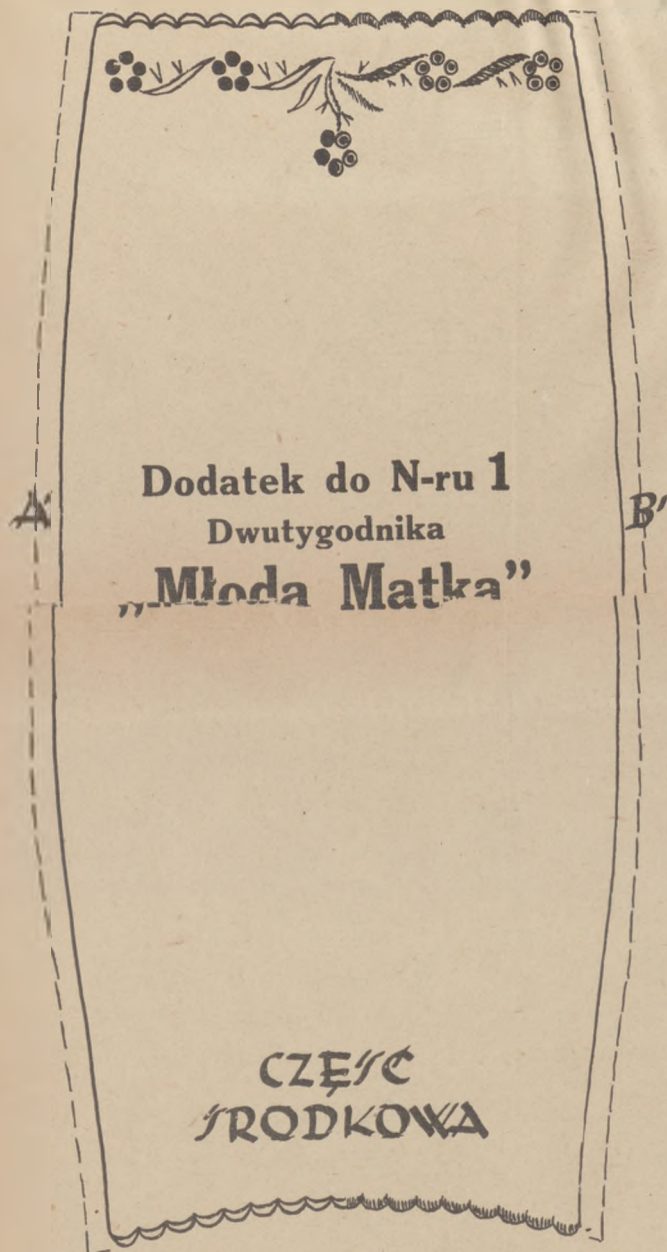 Dodatek do N-ru 1
Dwutygodnika
„Młoda Matka”
A' B'
CZĘŚĆ
ŚRODKOWA